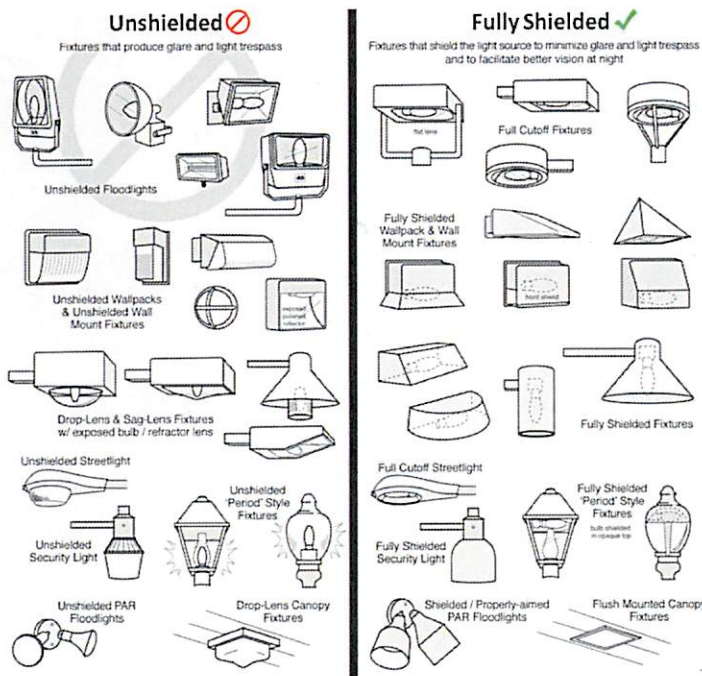 Unshielded
Fixtures that produce glare and light trespass
Unshielded Floodlights
Unshielded Wallpacks
& Unshielded Wall
Mount Fixtures
exposed
reflector
Drop-Lens & Sag-Lens Fixtures
w/ exposed bulb / refractor lens
Unshielded Streetlight
Unshielded
'Period' Style
Fixtures
Unshielded
Security Light
Unshielded PAR
Floodlights
Drop-Lens Canopy
Fixtures
Fully Shielded
Fixtures that shield the light source to minimize glare and light trespass
and to facilitate better vision at night
flat lens
Full Cutoff Fixtures
Fully Shielded
Wallpack & Wall
Mount Fixtures
front shield
Fully Shielded Fixtures
Full Cutoff Streetlight
Fully Shielded
'Period' Style
Fixtures
bulb shielded
in opaque top
Fully Shielded
Security Light
Shielded / Properly-aimed
PAR Floodlights
Flush Mounted Canopy
Fixtures